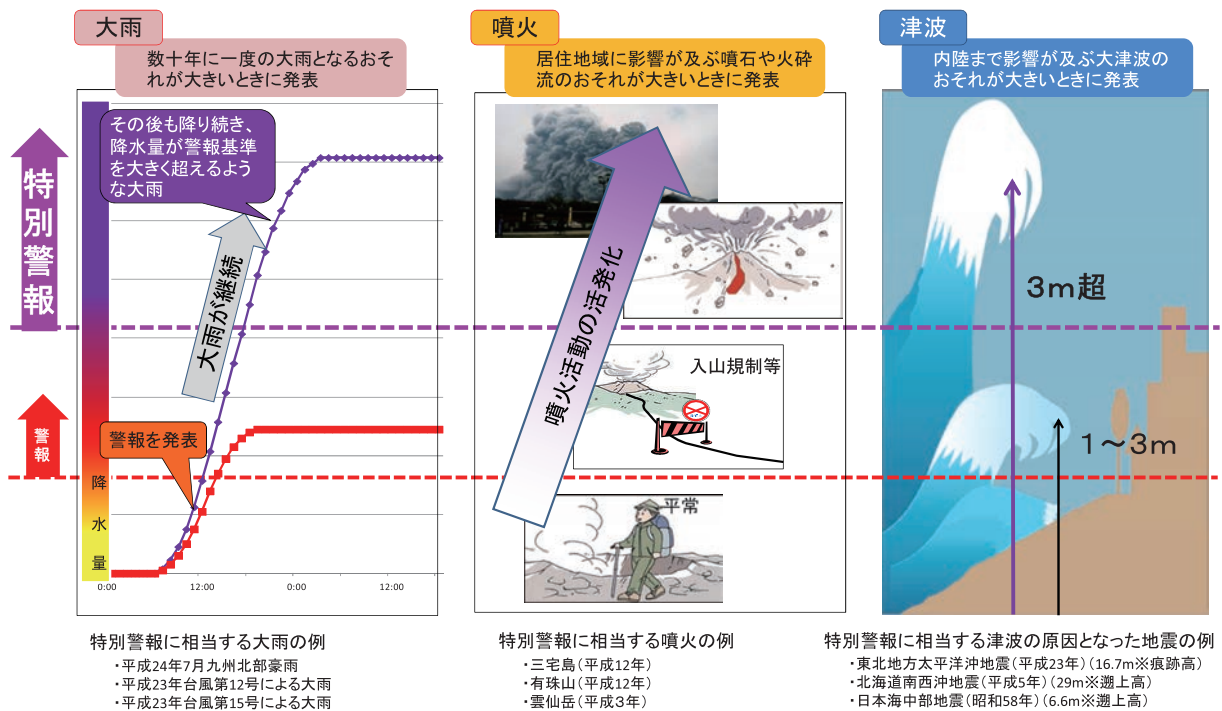 大雨
数十年に一度の大雨となるおそ
れが大きいときに発表
噴火
居住地域に影響が及ぶ噴石や火砕
流のおそれが大きいときに発表
津波
内陸まで影響が及ぶ大津波の
おそれが大きいときに発表
特別警報
警報
その後も降り続き、
降水量が警報基準
を大きく超えるよう
な大雨
大雨が継続
警報を発表
降水量
0:00
12:00
0:00
12:00
噴火活動の活発化
入山規制等
平常
3m超
1～3m
特別警報に相当する大雨の例
・平成24年7月九州北部豪雨
・平成23年台風第12号による大雨
・平成23年台風第15号による大雨
特別警報に相当する噴火の例
・三宅島(平成12年)
・有珠山(平成12年)
・雲仙岳(平成3年)
特別警報に相当する津波の原因となった地震の例
・東北地方太平洋沖地震(平成23年)(16.7m※痕跡高)
・北海道南西沖地震(平成5年)(29m※遡上高)
・日本海中部地震(昭和58年)(6.6m※遡上高)